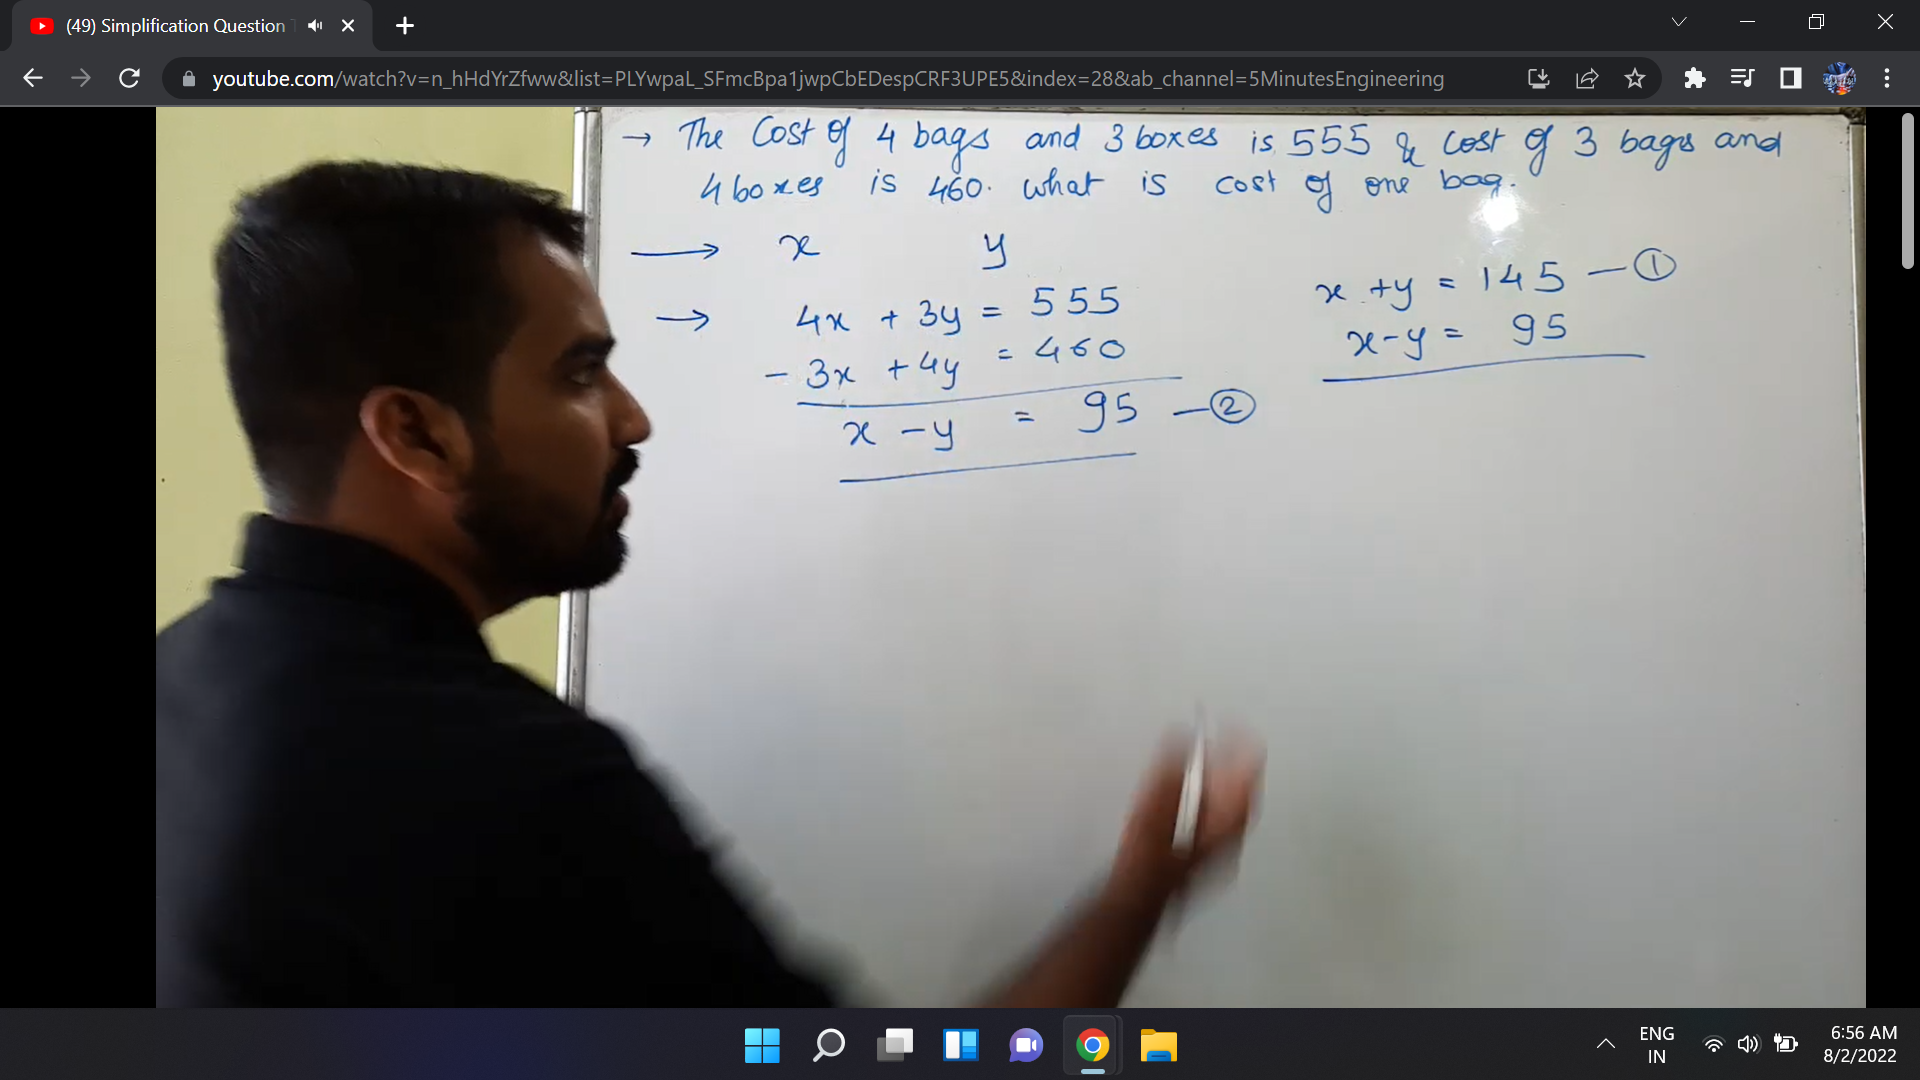 (49) Simplification Question
youtube.com/watch?v=n_hHdYrZfww&list=PLYwpaL_SFmcBpa1jwpCbEDespCRF3UPE5&index=28&ab_channel=5MinutesEngineering
→ The Cost of 4 bags and 3 boxes is 555 & cost of 3 bags and
4 boxes is 460. what is cost of one bag.
→ x y
→ 4x + 3y = 555
- 3x + 4y = 460
x - y = 95 — ②
x + y = 145 — ①
x - y = 95
ENG
IN
6:56 AM
8/2/2022